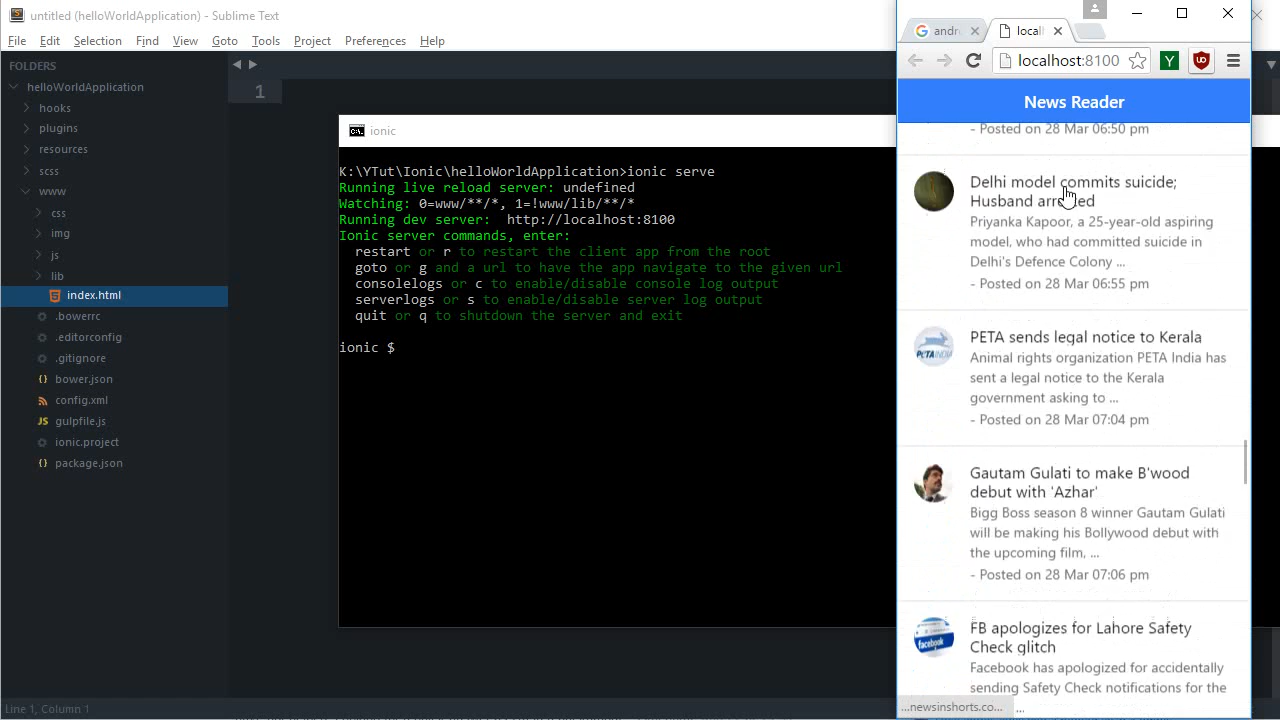 untitled (helloWorldApplication) - Sublime Text
File Edit Selection Find View Goto Tools Project Preferences Help
FOLDERS
helloWorldApplication
hooks
plugins
resources
scss
www
css
img
js
lib
index.html
.bowerrc
.editorconfig
.gitignore
bower.json
config.xml
gulpfile.js
ionic.project
package.json
1
Line 1, Column 1
ionic
K:\YTut\Ionic\helloWorldApplication>ionic serve
Running live reload server: undefined
Watching: 0=www/**/*, 1=!www/lib/**/*
Running dev server:  http://localhost:8100
Ionic server commands, enter:
restart or r to restart the client app from the root
goto or g and a url to have the app navigate to the given url
consolelogs or c to enable/disable console log output
serverlogs or s to enable/disable server log output
quit or q to shutdown the server and exit
ionic $
andr
locall
localhost:8100
News Reader
- Posted on 28 Mar 06:50 pm
Delhi model commits suicide;
Husband arrested
Priyanka Kapoor, a 25-year-old aspiring
model, who had committed suicide in
Delhi's Defence Colony ...
- Posted on 28 Mar 06:55 pm
PETA sends legal notice to Kerala
Animal rights organization PETA India has
sent a legal notice to the Kerala
government asking to ...
- Posted on 28 Mar 07:04 pm
Gautam Gulati to make B'wood
debut with 'Azhar'
Bigg Boss season 8 winner Gautam Gulati
will be making his Bollywood debut with
the upcoming film, ...
- Posted on 28 Mar 07:06 pm
FB apologizes for Lahore Safety
Check glitch
Facebook has apologized for accidentally
sending Safety Check notifications for the
...newsinshorts.co... ...